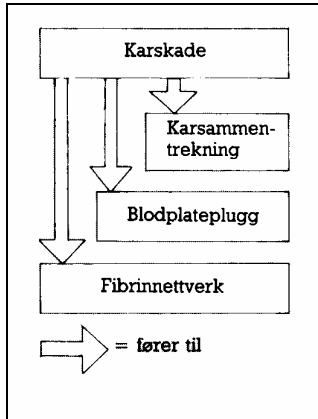 Karskade
Karsammen-
trekning
Blodplateplugg
Fibrinnettverk
= fører til